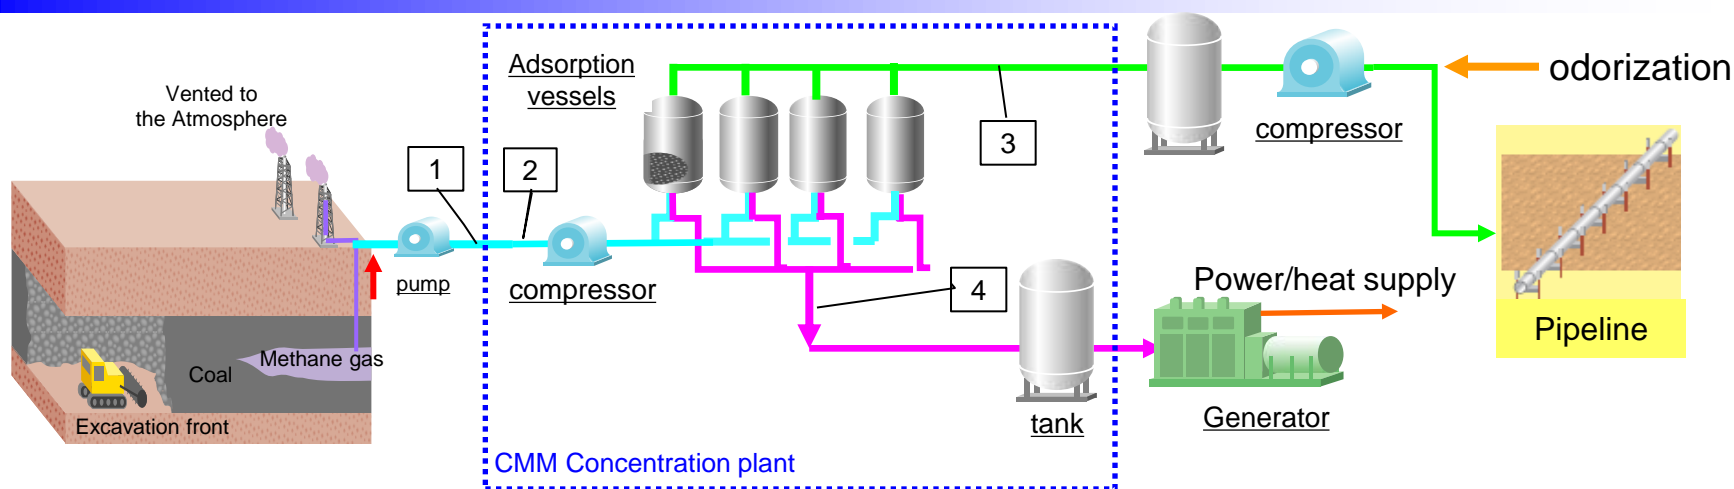 Adsorption
vessels
odorization
Vented to
the Atmosphere
compressor
1
2
3
pump
compressor
4
Power/heat supply
Pipeline
Methane gas
Coal
Excavation front
tank
Generator
CMM Concentration plant